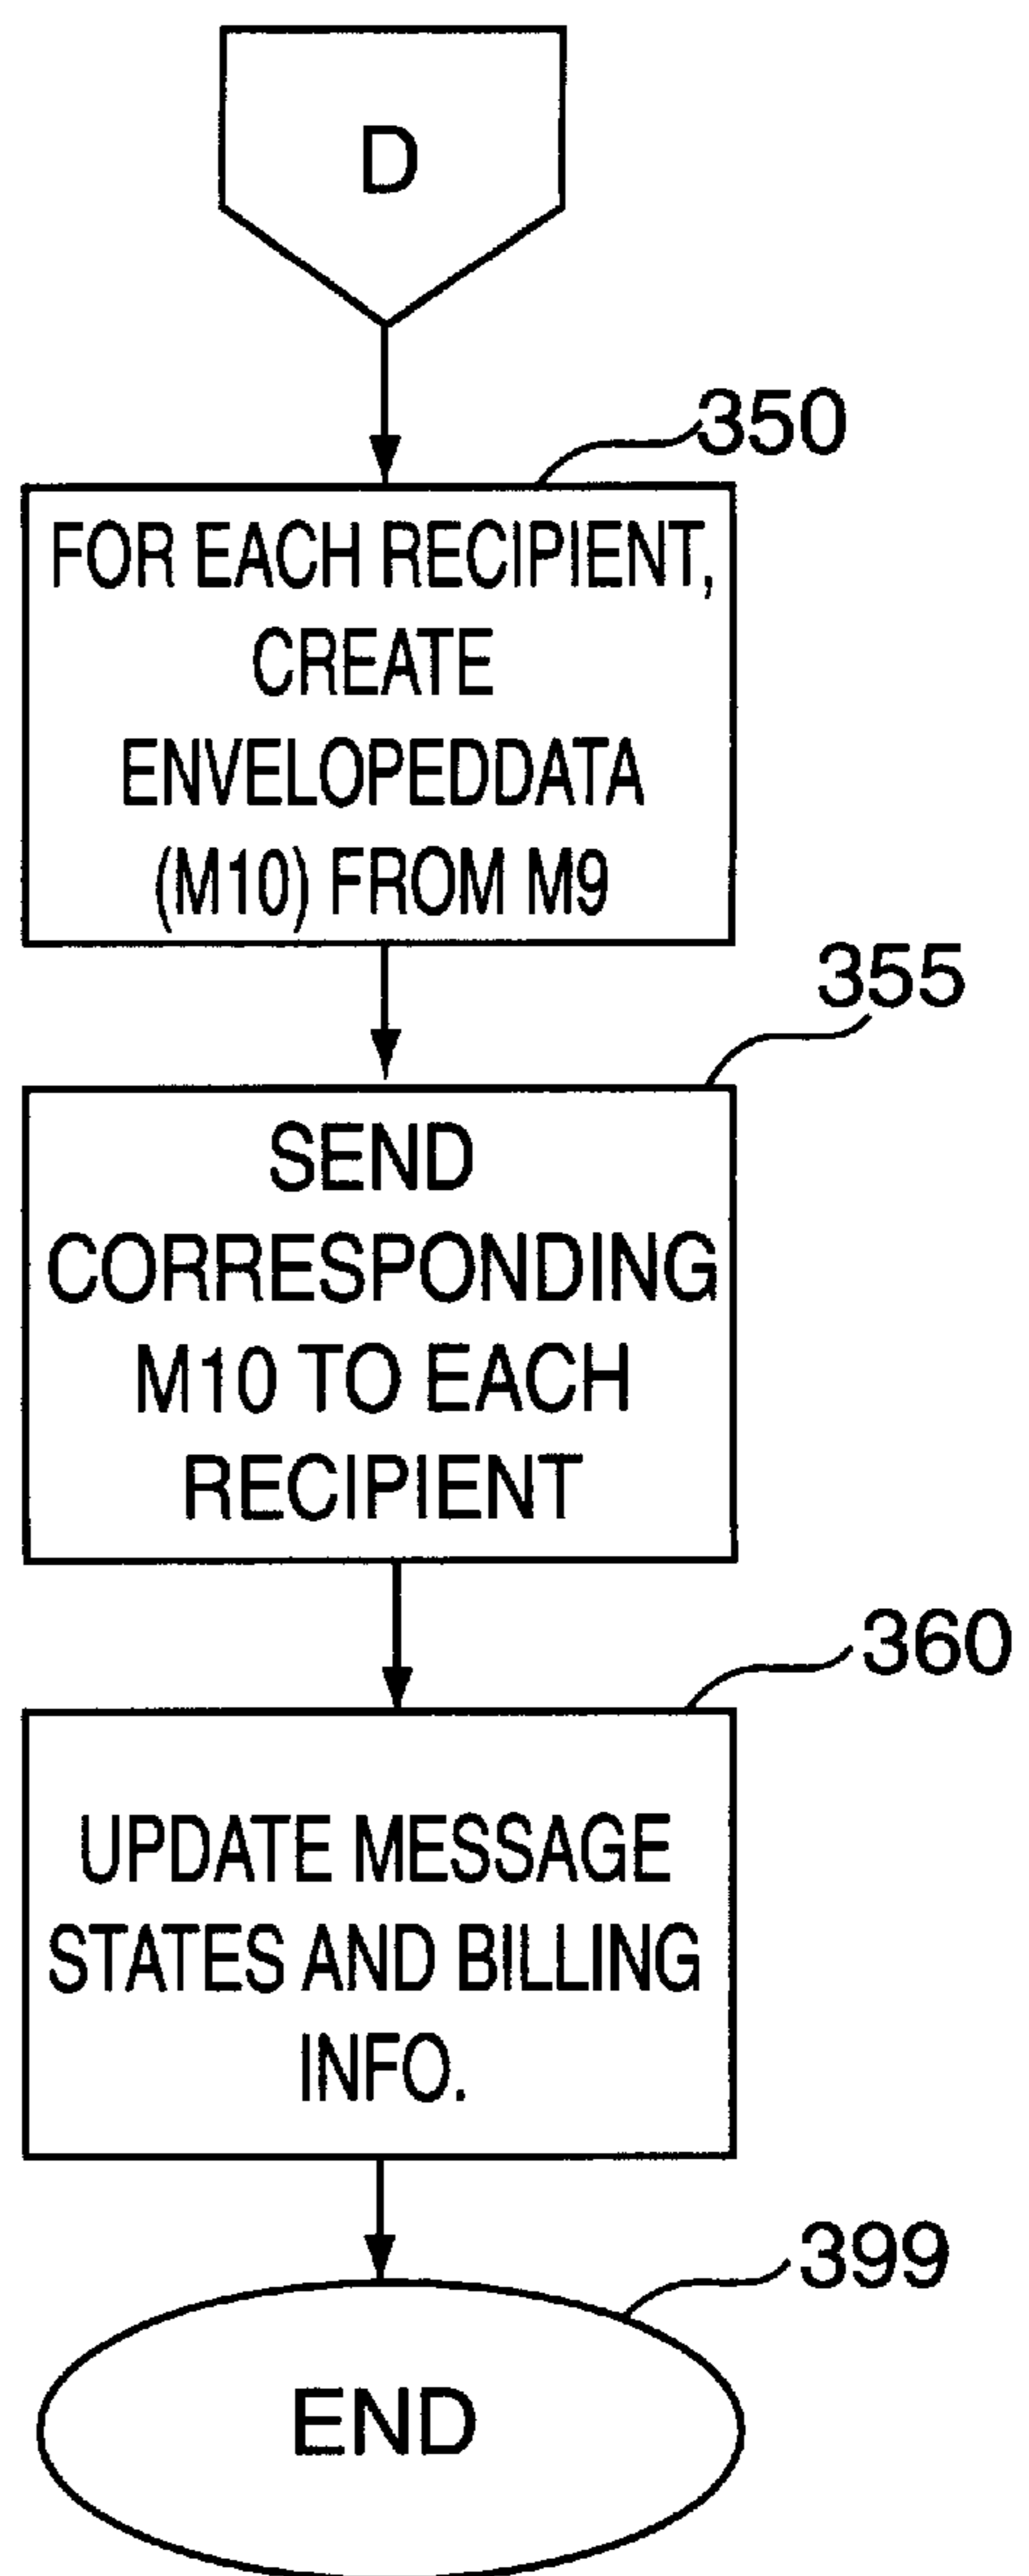 D
350
FOR EACH RECIPIENT,
CREATE
ENVELOPEDDATA
(M10) FROM M9
355
SEND
CORRESPONDING
M10 TO EACH
RECIPIENT
360
UPDATE MESSAGE
STATES AND BILLING
INFO.
399
END